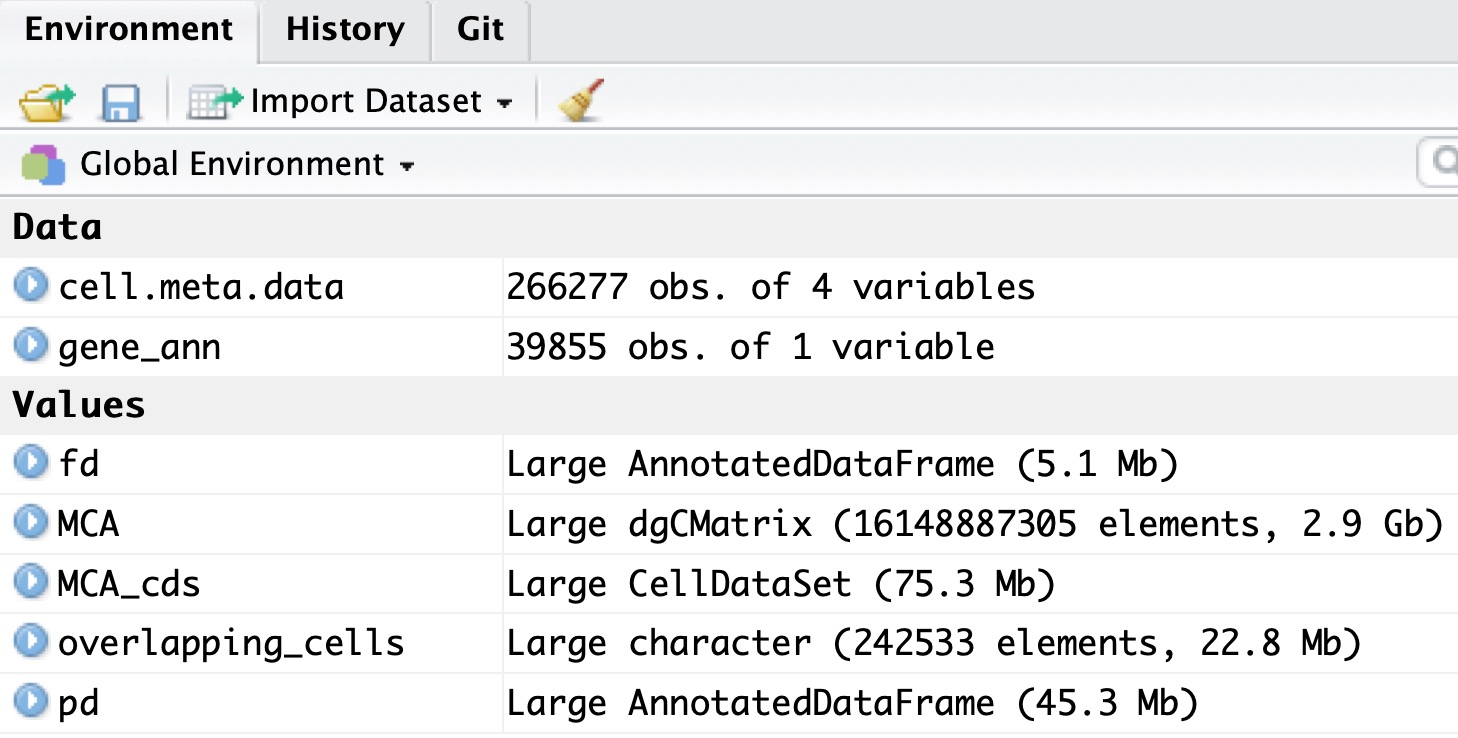 Environment History Git
Import Dataset
Global Environment
Data
cell.meta.data 266277 obs. of 4 variables
gene_ann 39855 obs. of 1 variable
Values
fd Large AnnotatedDataFrame (5.1 Mb)
MCA Large dgCMatrix (16148887305 elements, 2.9 Gb)
MCA_cds Large CellDataSet (75.3 Mb)
overlapping_cells Large character (242533 elements, 22.8 Mb)
pd Large AnnotatedDataFrame (45.3 Mb)